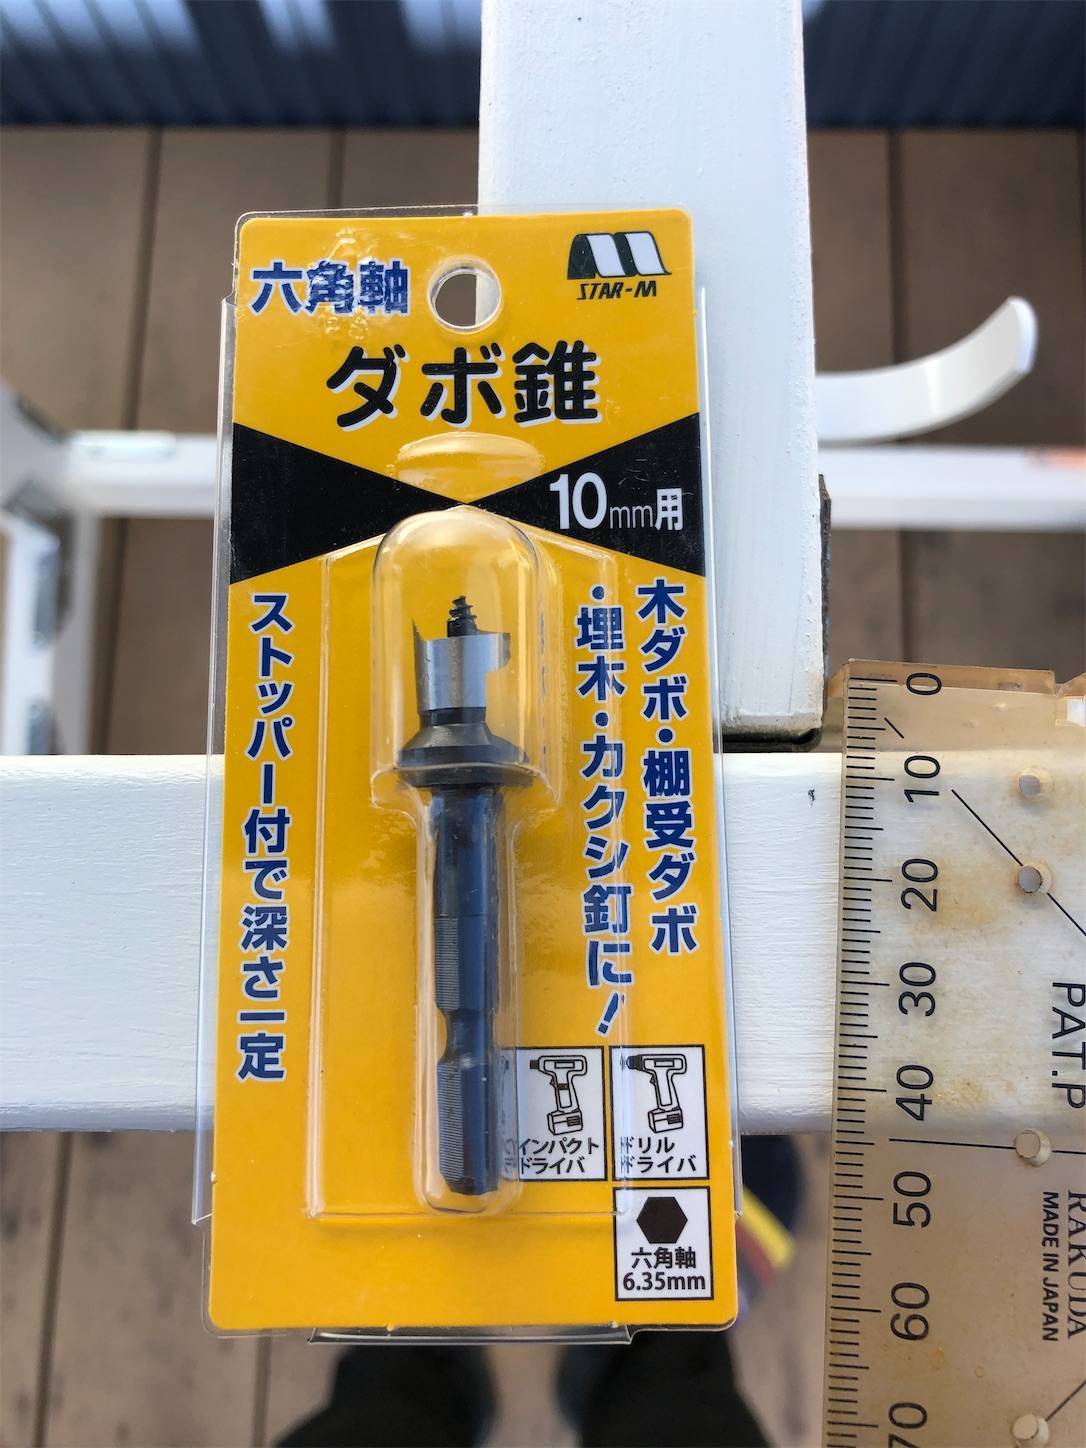 六角軸
STAR-M
ダボ錐
10mm用
木ダボ・棚受ダボ
・埋木・カクシ釘に!
ストッパー付で深さ一定
インパクト
ドライバ
ドリル
ドライバ
六角軸
6.35mm
0
10
20
30
40
50
60
70
0
PAT.P
MADE IN JAPAN